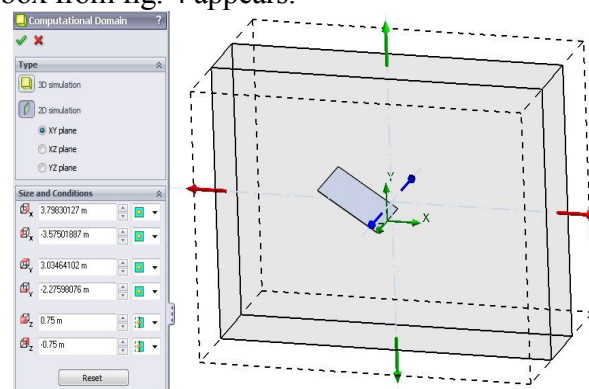 box from fig. 4 appears.
Computational Domain ?
Type
3D simulation
2D simulation
XY plane
XZ plane
YZ plane
Size and Conditions
X 3.79830127 m
X -3.57501887 m
Y 3.03464102 m
Y -2.27598076 m
Z 0.75 m
Z -0.75 m
Reset
Y
X
Z